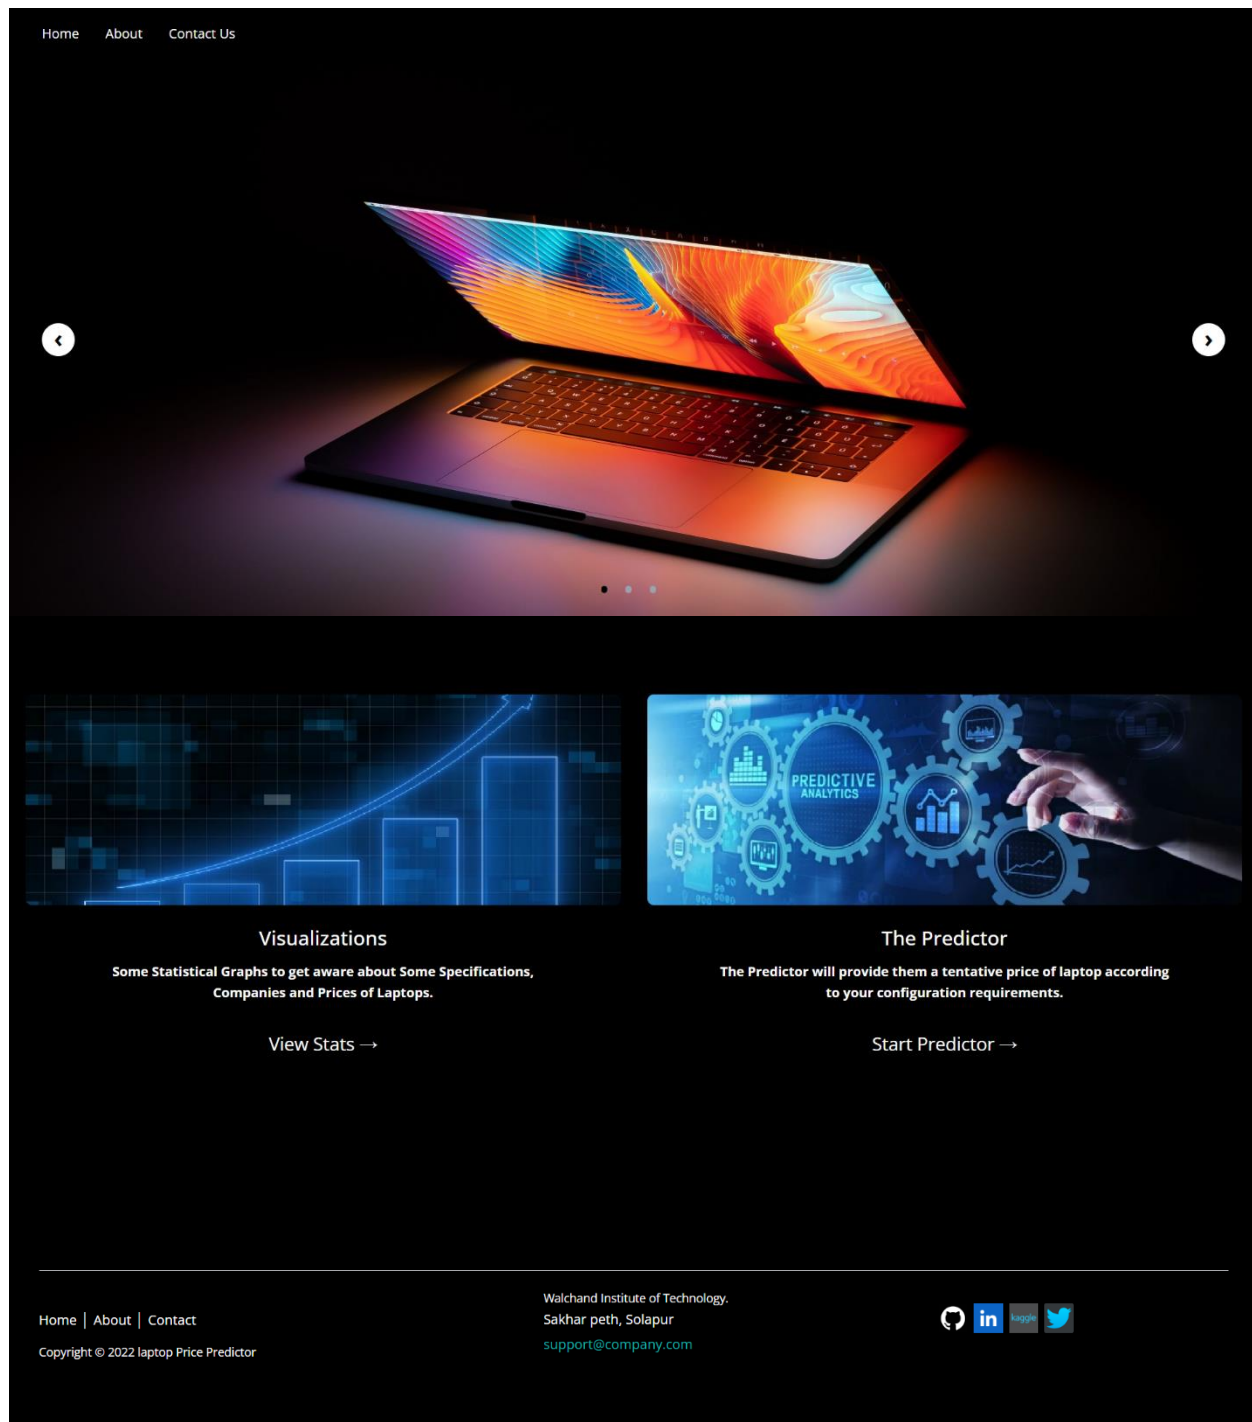 Home About Contact Us
PREDICTIVE
ANALYTICS
Visualizations
Some Statistical Graphs to get aware about Some Specifications,
Companies and Prices of Laptops.
View Stats →
The Predictor
The Predictor will provide them a tentative price of laptop according
to your configuration requirements.
Start Predictor →
Home | About | Contact
Copyright © 2022 laptop Price Predictor
Walchand Institute of Technology.
Sakhar peth, Solapur
support@company.com
in
kaggle